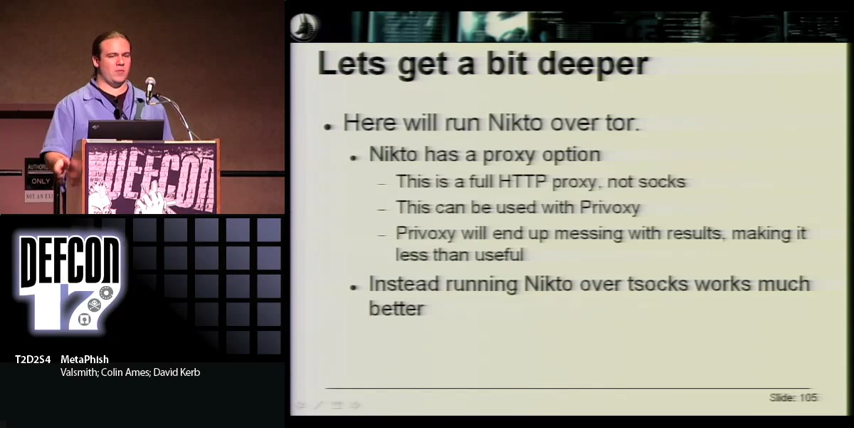 Lets get a bit deeper
• Here will run Nikto over tor.
• Nikto has a proxy option
– This is a full HTTP proxy, not socks
– This can be used with Privoxy
– Privoxy will end up messing with results, making it
less than useful
• Instead running Nikto over tsocks works much
better
Slide: 105
ONLY
DEFCON
DEFCON
17
T2D2S4 MetaPhish
Valsmith; Colin Ames; David Kerb